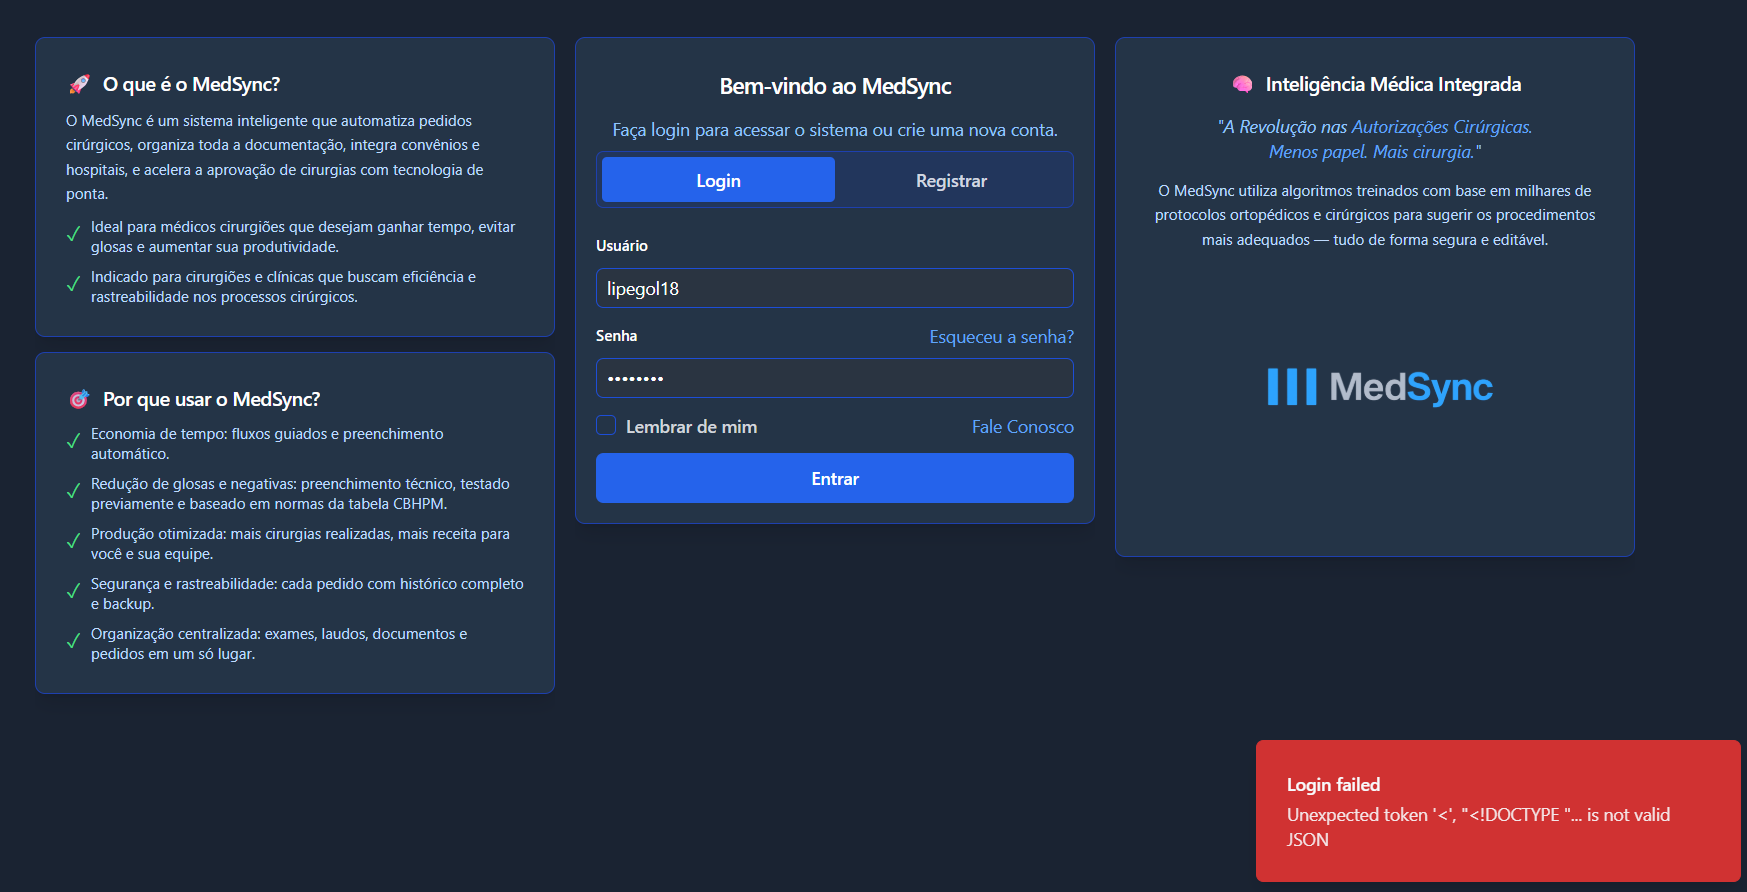 O que é o MedSync?
O MedSync é um sistema inteligente que automatiza pedidos
cirúrgicos, organiza toda a documentação, integra convênios e
hospitais, e acelera a aprovação de cirurgias com tecnologia de
ponta.
Ideal para médicos cirurgiões que desejam ganhar tempo, evitar
glosas e aumentar sua produtividade.
Indicado para cirurgiões e clínicas que buscam eficiência e
rastreabilidade nos processos cirúrgicos.
Por que usar o MedSync?
Economia de tempo: fluxos guiados e preenchimento
automático.
Redução de glosas e negativas: preenchimento técnico, testado
previamente e baseado em normas da tabela CBHPM.
Produção otimizada: mais cirurgias realizadas, mais receita para
você e sua equipe.
Segurança e rastreabilidade: cada pedido com histórico completo
e backup.
Organização centralizada: exames, laudos, documentos e
pedidos em um só lugar.
Bem-vindo ao MedSync
Faça login para acessar o sistema ou crie uma nova conta.
Login Registrar
Usuário
lipegol18
Senha Esqueceu a senha?
••••••••
Lembrar de mim Fale Conosco
Entrar
Inteligência Médica Integrada
"A Revolução nas Autorizações Cirúrgicas.
Menos papel. Mais cirurgia."
O MedSync utiliza algoritmos treinados com base em milhares de
protocolos ortopédicos e cirúrgicos para sugerir os procedimentos
mais adequados — tudo de forma segura e editável.
MedSync
Login failed
Unexpected token '<', "<!DOCTYPE "... is not valid
JSON